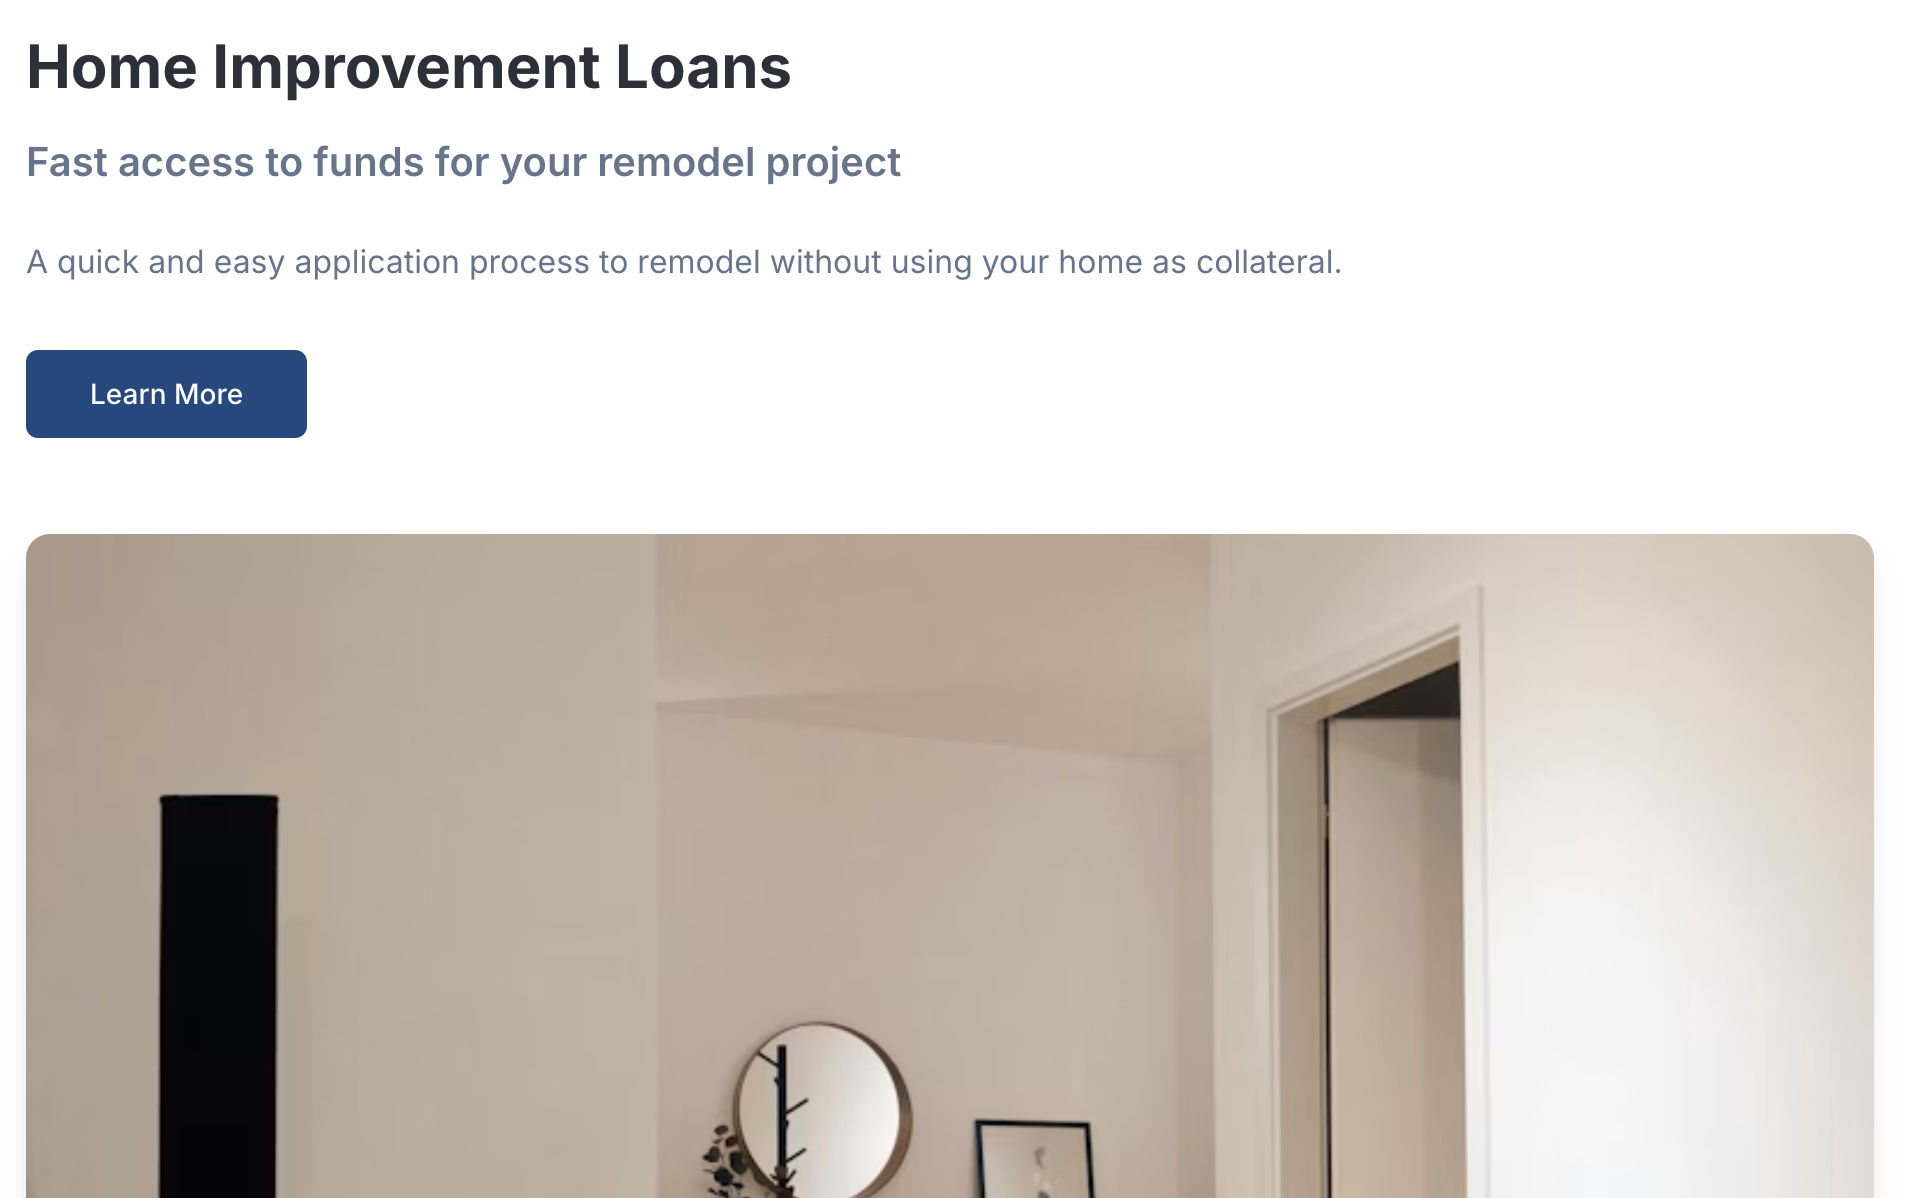 Home Improvement Loans
Fast access to funds for your remodel project
A quick and easy application process to remodel without using your home as collateral.
Learn More